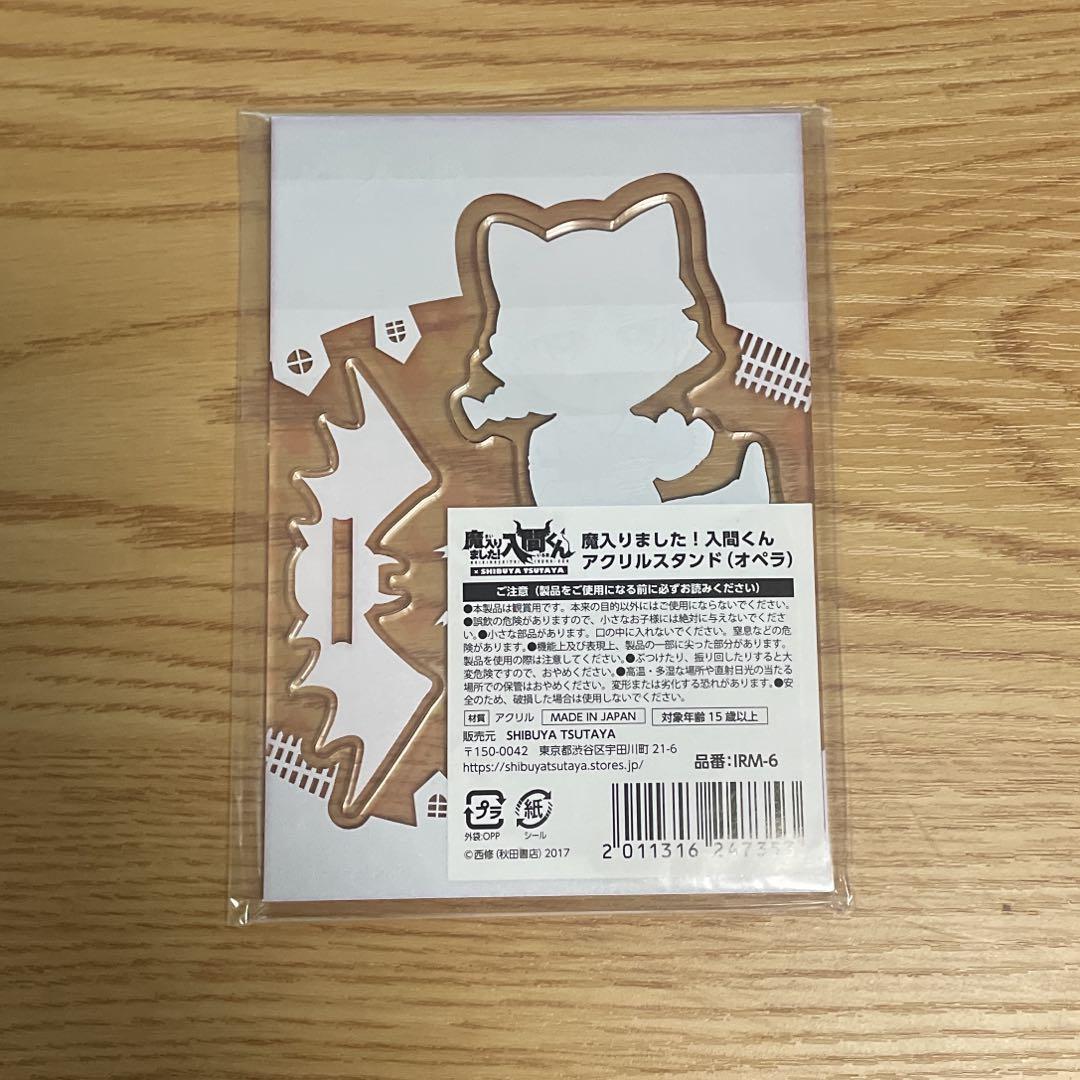 魔入りました!入間くん
× SHIBUYA TSUTAYA
魔入りました!入間くん
アクリルスタンド(オペラ)
ご注意(製品をご使用になる前に必ずお読みください)
●本製品は観賞用です。本来の目的以外にはご使用にならないでください。
●誤飲の危険がありますので、小さなお子様には絶対に与えないでくださ
い。●小さな部品があります。口の中に入れないでください。窒息などの危
険があります。●機能上及び表現上、製品の一部に尖った部分があります。
製品を使用の際は注意してください。●ぶつけたり、振り回したりすると大
変危険ですので、おやめください。●高温・多湿な場所や直射日光の当たる
場所での保管はおやめください。変形または劣化する恐れがあります。●安
全のため、破損した場合は使用しないでください。
材質 アクリル MADE IN JAPAN 対象年齢 15歳以上
販売元 SHIBUYA TSUTAYA
〒150-0042 東京都渋谷区宇田川町 21-6
https://shibuyatsutaya.stores.jp/ 品番:IRM-6
プラ 紙
外袋:OPP シール
©西修(秋田書店)2017
2 011316 247353